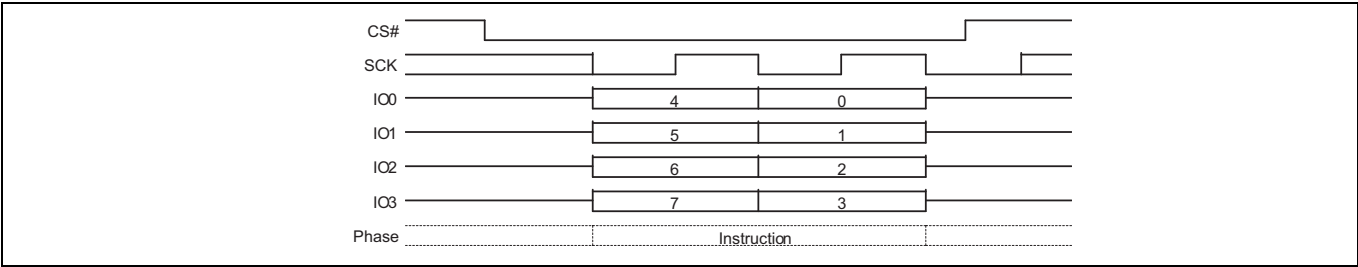 CS#
SCK
IO0 4 0
IO1 5 1
IO2 6 2
IO3 7 3
Phase Instruction